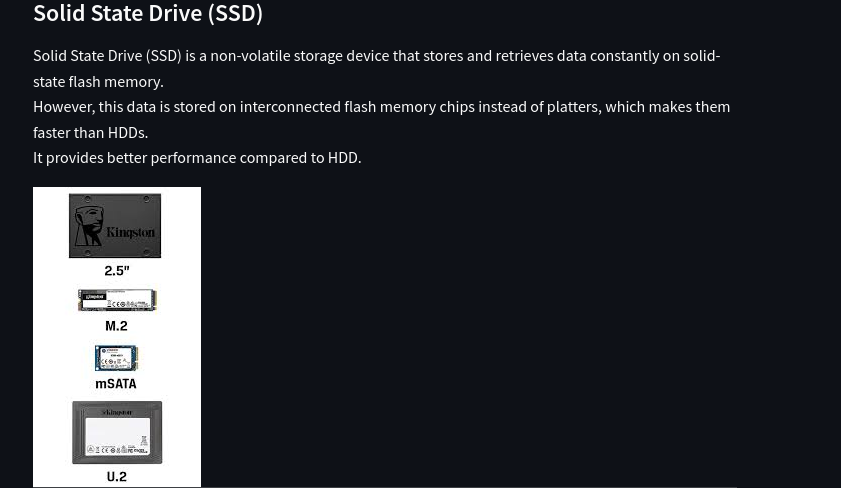 Solid State Drive (SSD)
Solid State Drive (SSD) is a non-volatile storage device that stores and retrieves data constantly on solid-
state flash memory.
However, this data is stored on interconnected flash memory chips instead of platters, which makes them
faster than HDDs.
It provides better performance compared to HDD.
Kingston
2.5"
Kingston
M.2
mSATA
Kingston
U.2